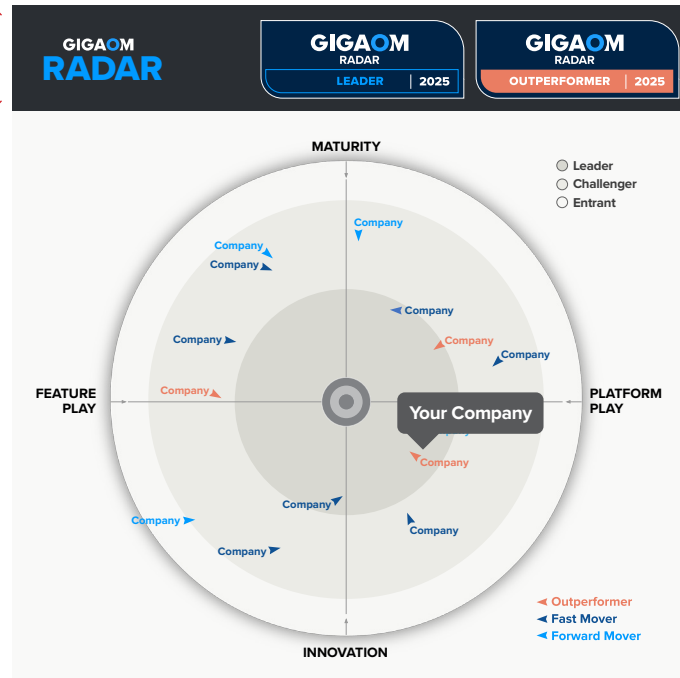 GIGAOM
RADAR
GIGAOM
RADAR
LEADER | 2025
GIGAOM
RADAR
OUTPERFORMER | 2025
MATURITY
Leader
Challenger
Entrant
Company
Company
Company
Company
Company
Company
Company
Company
FEATURE
PLAY
PLATFORM
PLAY
Your Company
Company
Company
Company
Company
Company
Outperformer
Fast Mover
Forward Mover
INNOVATION